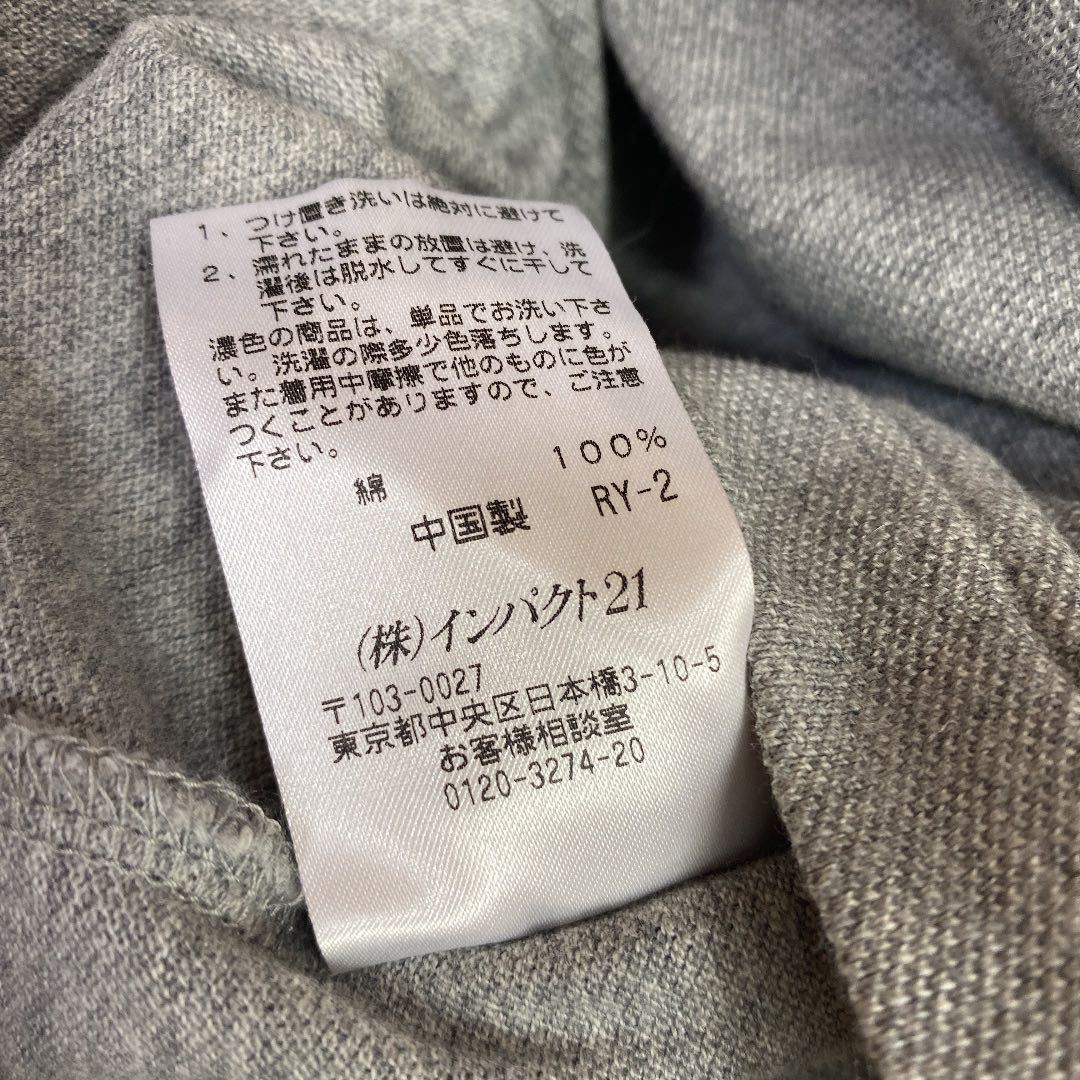 1、つけ置き洗いは絶対に避けて
下さい。
2、濡れたままの放置は避け、洗
濯後は脱水してすぐに干して
下さい。
濃色の商品は、単品でお洗い下さ
い。洗濯の際多少色落ちします。
また着用中摩擦で他のものに色が
つくことがありますので、ご注意
下さい。
綿 100%
中国製 RY-2
(株)インパクト21
〒103-0027
東京都中央区日本橋3-10-5
お客様相談室
0120-3274-20